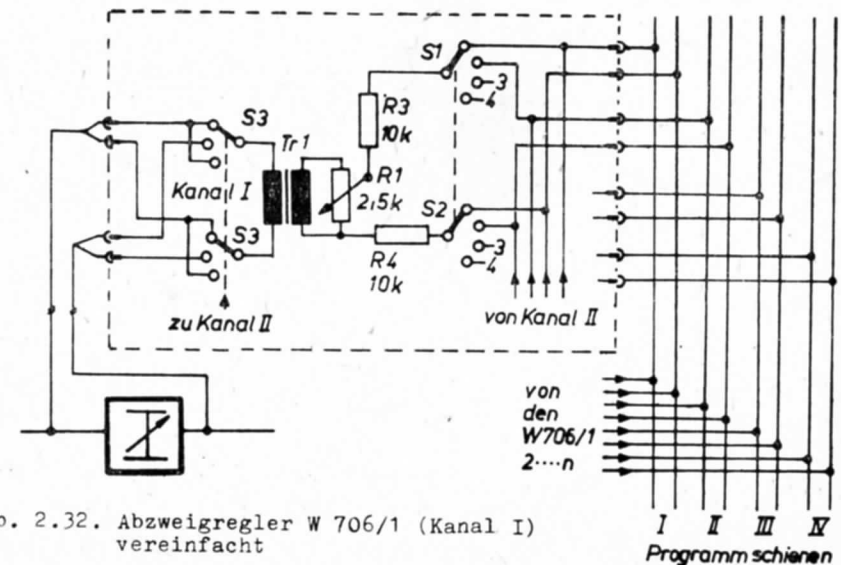 S3
Tr1
Kanal I
S3
zu Kanal II
R3
10k
R1
2,5k
R4
10k
S1
3
4
S2
3
4
von Kanal II
von
den
W706/1
2····n
I II III IV
Programmschienen
b. 2.32. Abzweigregler W 706/1 (Kanal I)
vereinfacht